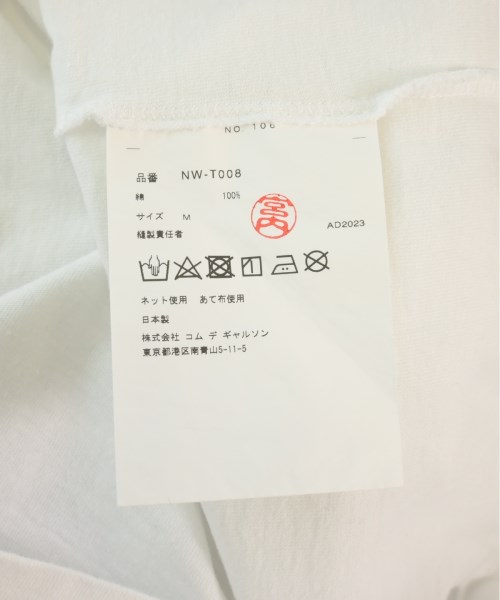 NO 106
品番 NW-T008
綿 100%
サイズ M
宮内
縫製責任者 AD2023
ネット使用 あて布使用
日本製
株式会社 コム デ ギャルソン
東京都港区南青山5-11-5